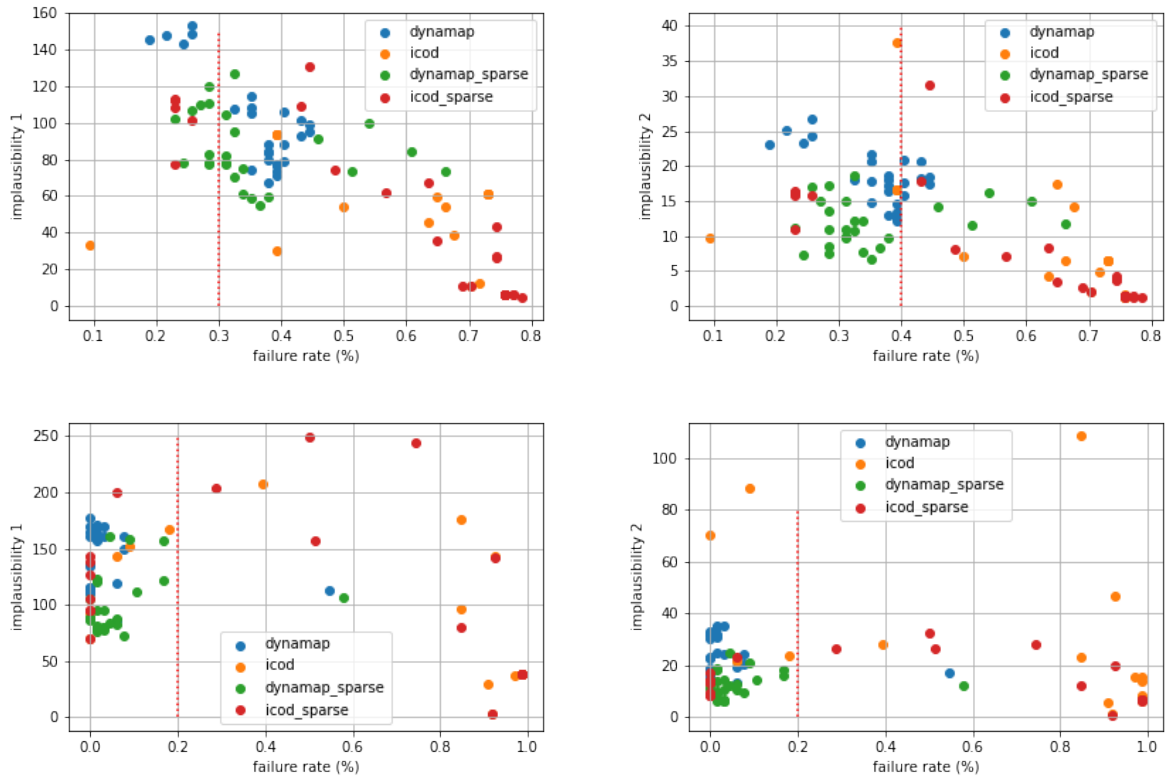 160
140
120
100
80
60
40
20
0
implausibility 1
dynamap
icod
dynamap_sparse
icod_sparse
0.1 0.2 0.3 0.4 0.5 0.6 0.7 0.8
failure rate (%)
40
35
30
25
20
15
10
5
0
implausibility 2
dynamap
icod
dynamap_sparse
icod_sparse
0.1 0.2 0.3 0.4 0.5 0.6 0.7 0.8
failure rate (%)
250
200
150
100
50
0
implausibility 1
dynamap
icod
dynamap_sparse
icod_sparse
0.0 0.2 0.4 0.6 0.8 1.0
failure rate (%)
100
80
60
40
20
0
implausibility 2
dynamap
icod
dynamap_sparse
icod_sparse
0.0 0.2 0.4 0.6 0.8 1.0
failure rate (%)